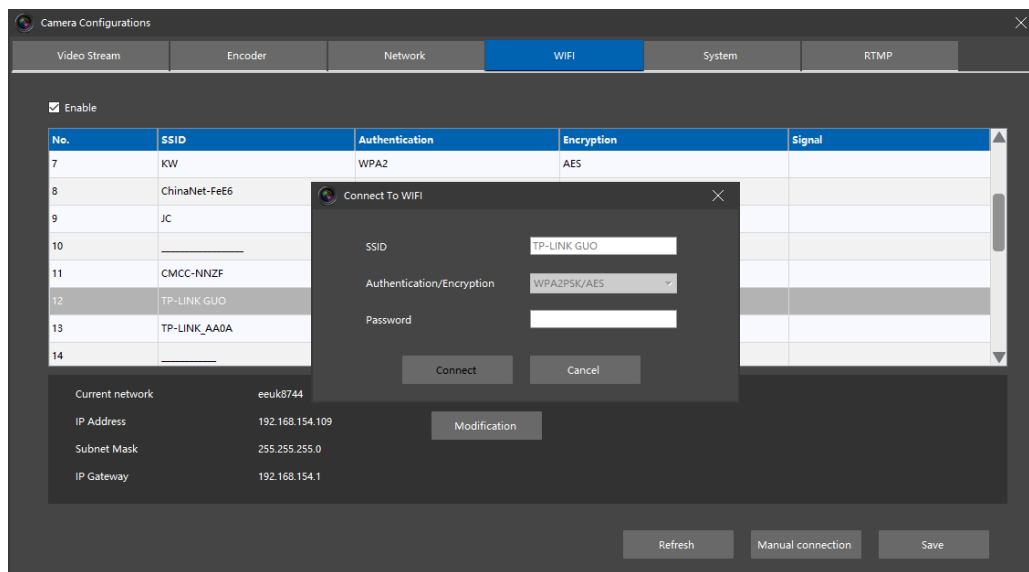 Camera Configurations
Video Stream Encoder Network WIFI System RTMP
Enable
No. SSID Authentication Encryption Signal
7 KW WPA2 AES
8 ChinaNet-FeE6
9 JC
10 ________________
11 CMCC-NNZF
12 TP-LINK GUO
13 TP-LINK_AA0A
14 ___________
Connect To WIFI
SSID TP-LINK GUO
Authentication/Encryption WPA2PSK/AES
Password
Connect Cancel
Current network eeuk8744
IP Address 192.168.154.109
Modification
Subnet Mask 255.255.255.0
IP Gateway 192.168.154.1
Refresh Manual connection Save